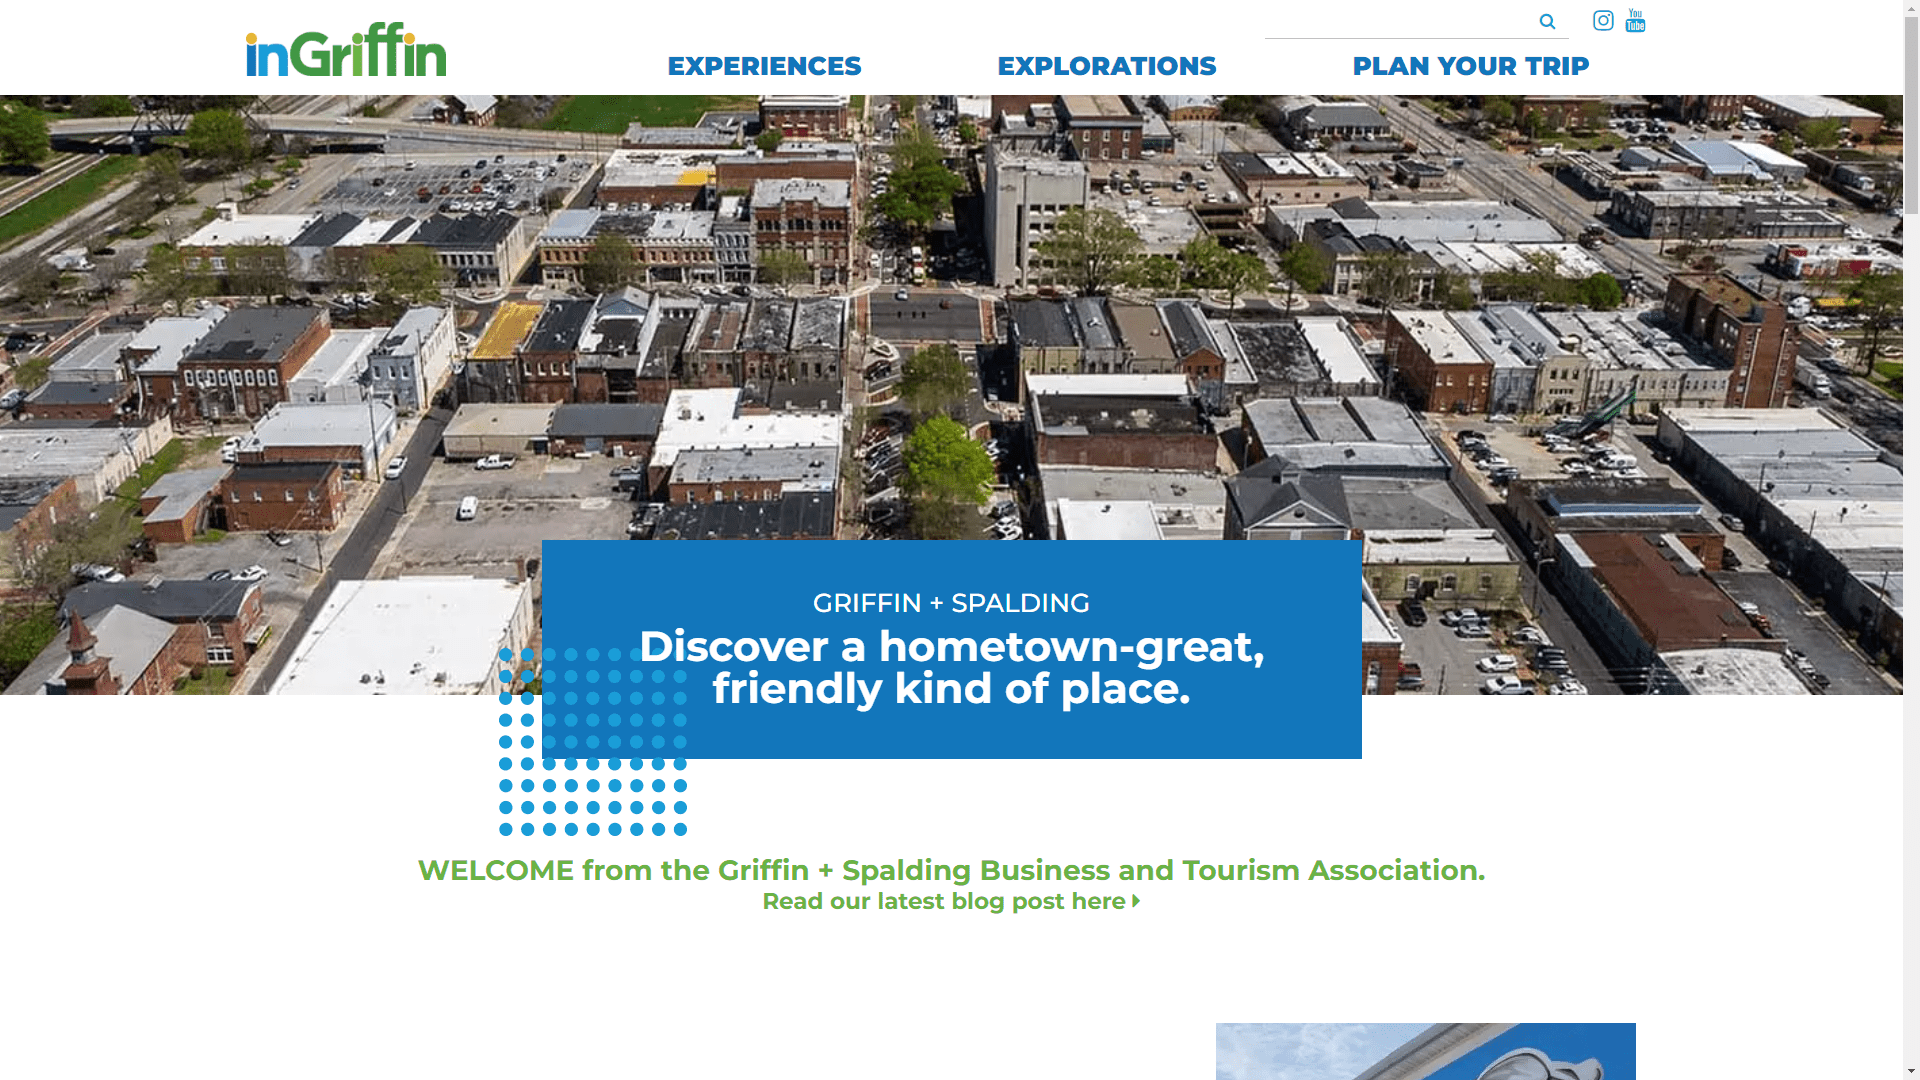 inGriffin
You
Tube
EXPERIENCES
EXPLORATIONS
PLAN YOUR TRIP
GRIFFIN + SPALDING
Discover a hometown-great,
friendly kind of place.
WELCOME from the Griffin + Spalding Business and Tourism Association.
Read our latest blog post here